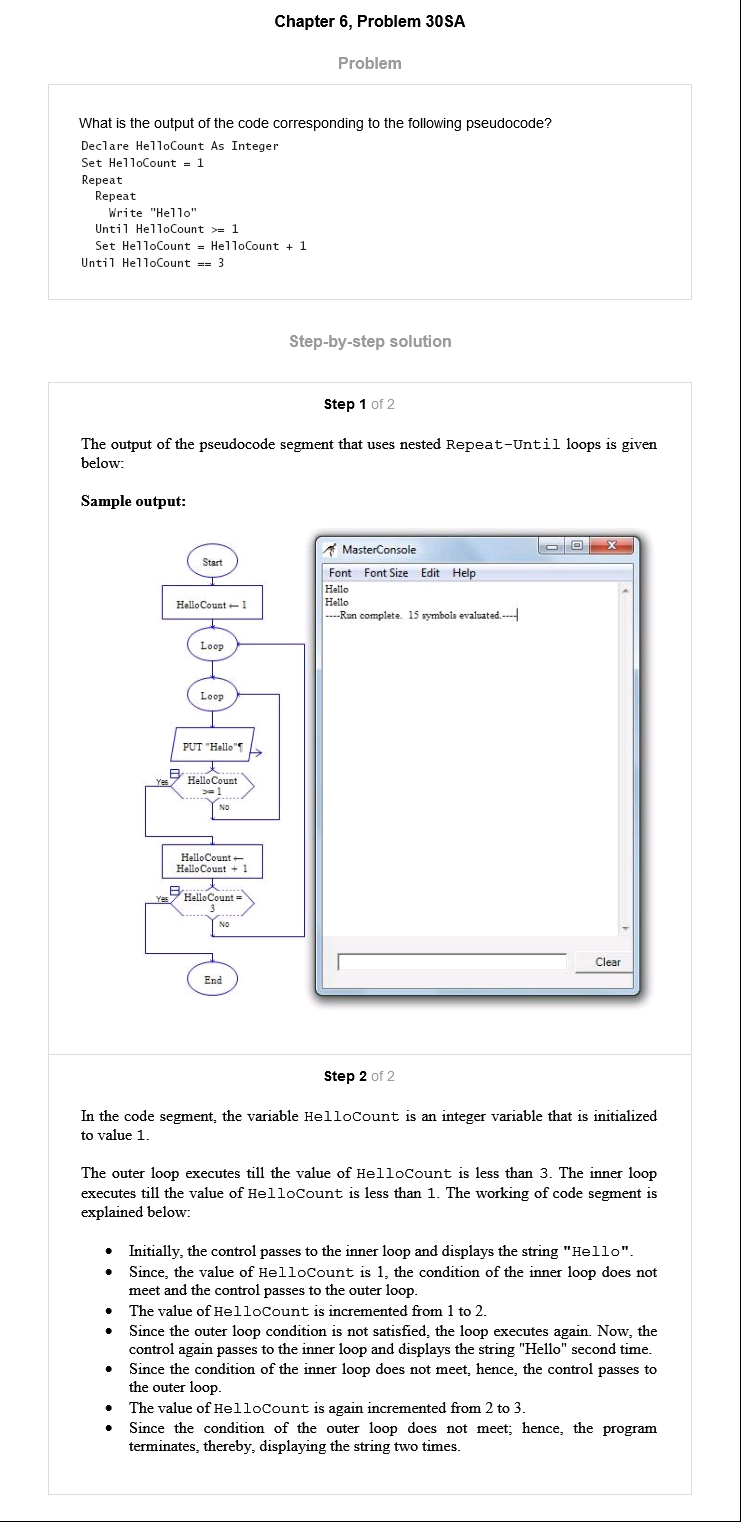 Chapter 6, Problem 30SA
Problem
What is the output of the code corresponding to the following pseudocode?
Declare HelloCount As Integer
Set HelloCount = 1
Repeat
Repeat
Write "Hello"
Until HelloCount >= 1
Set HelloCount = HelloCount + 1
Until HelloCount == 3
Step-by-step solution
Step 1 of 2
The output of the pseudocode segment that uses nested Repeat-Until loops is given
below:
Sample output:
Start
HelloCount ← 1
Loop
Loop
PUT "Hello"¶
Yes
HelloCount
>= 1
No
HelloCount ←
HelloCount + 1
Yes
HelloCount =
3
No
End
MasterConsole
Font Font Size Edit Help
Hello
Hello
----Run complete. 15 symbols evaluated.----
Clear
Step 2 of 2
In the code segment, the variable HelloCount is an integer variable that is initialized
to value 1.
The outer loop executes till the value of HelloCount is less than 3. The inner loop
executes till the value of HelloCount is less than 1. The working of code segment is
explained below:
• Initially, the control passes to the inner loop and displays the string "Hello".
• Since, the value of HelloCount is 1, the condition of the inner loop does not
meet and the control passes to the outer loop.
• The value of HelloCount is incremented from 1 to 2.
• Since the outer loop condition is not satisfied, the loop executes again. Now, the
control again passes to the inner loop and displays the string "Hello" second time.
• Since the condition of the inner loop does not meet, hence, the control passes to
the outer loop.
• The value of HelloCount is again incremented from 2 to 3.
• Since the condition of the outer loop does not meet; hence, the program
terminates, thereby, displaying the string two times.